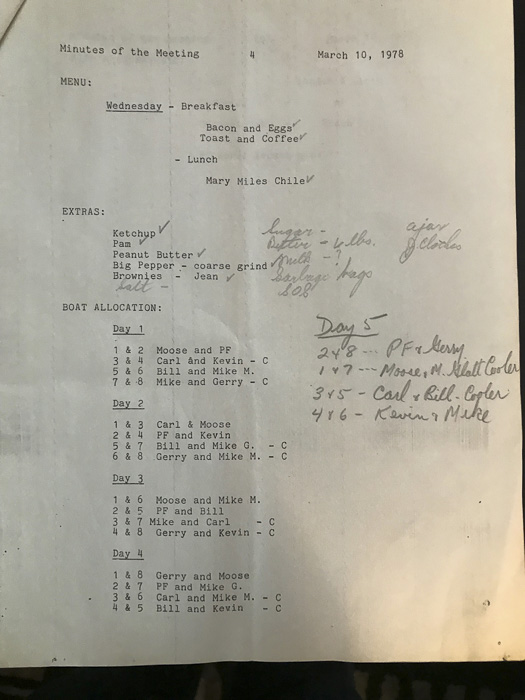 Minutes of the Meeting 4 March 10, 1978
MENU:
Wednesday - Breakfast
Bacon and Eggs
Toast and Coffee
- Lunch
Mary Miles Chile
EXTRAS:
Ketchup
Pam
Peanut Butter
Big Pepper - coarse grind
Brownies - Jean
Salt -
Sugar -
Butter - 4 lbs.
Milk - ?
Garbage bags
SOS
ajax
J Cloths
BOAT ALLOCATION:
Day 1
1 & 2 Moose and PF
3 & 4 Carl and Kevin - C
5 & 6 Bill and Mike M.
7 & 8 Mike and Gerry - C
Day 2
1 & 3 Carl & Moose
2 & 4 PF and Kevin
5 & 7 Bill and Mike G. - C
6 & 8 Gerry and Mike M. - C
Day 3
1 & 6 Moose and Mike M.
2 & 5 PF and Bill
3 & 7 Mike and Carl - C
4 & 8 Gerry and Kevin - C
Day 4
1 & 8 Gerry and Moose
2 & 7 PF and Mike G.
3 & 6 Carl and Mike M. - C
4 & 5 Bill and Kevin - C
Day 5
2 & 8 --- PF & Gerry
1 & 7 --- Moose, M. Cooler
3 & 5 - Carl & Bill - Cooler
4 & 6 - Kevin & Mike